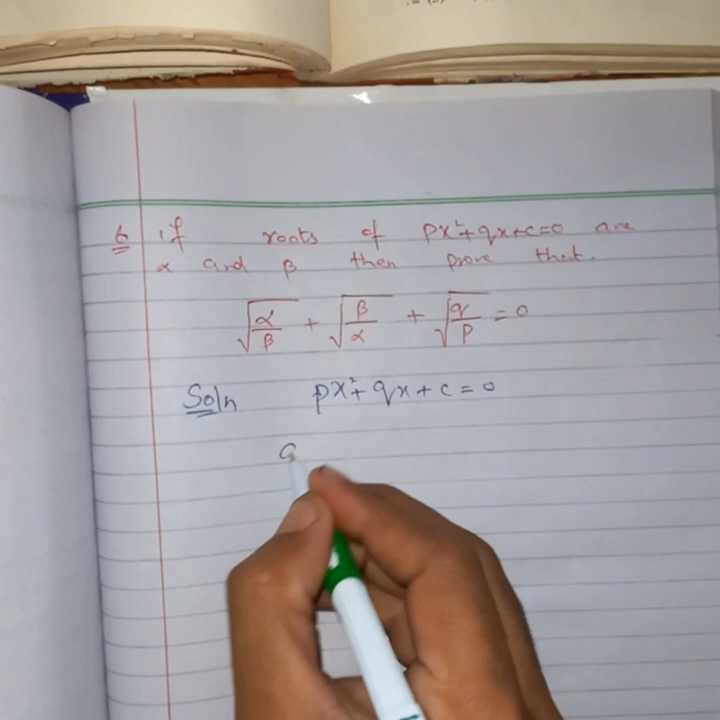 6 if roots of px²+qx+c=0 are
α and β then prove that.
√α/β + √β/α + √q/p = 0
Soln px²+qx+c=0